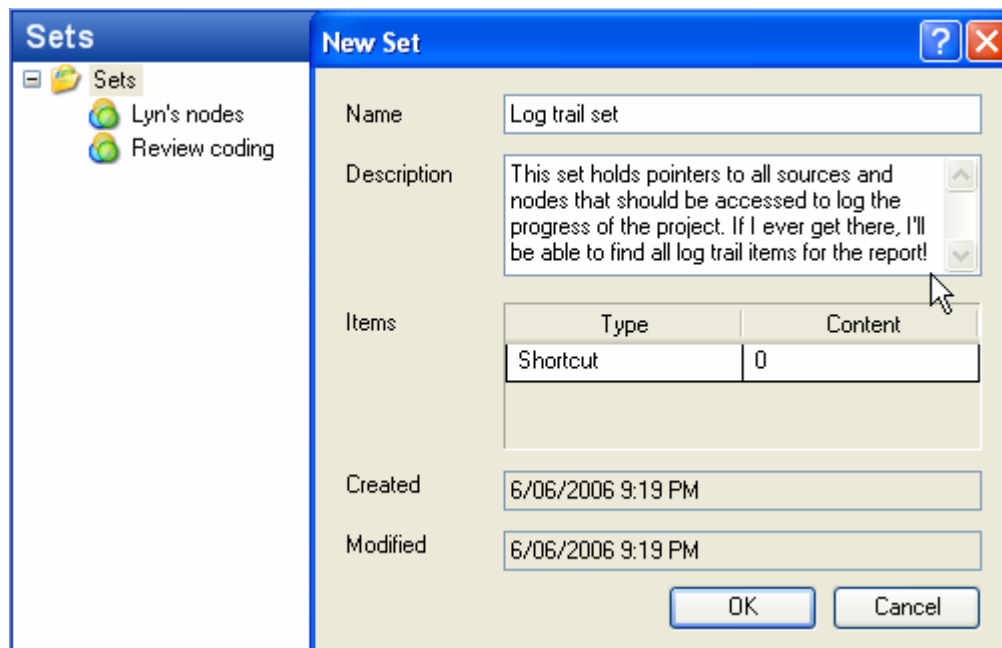 Sets
New Set
Sets
Lyn's nodes
Review coding
Name
Log trail set
Description
This set holds pointers to all sources and
nodes that should be accessed to log the
progress of the project. If I ever get there, I'll
be able to find all log trail items for the report!
Items
Type Content
Shortcut 0
Created
6/06/2006 9:19 PM
Modified
6/06/2006 9:19 PM
OK Cancel